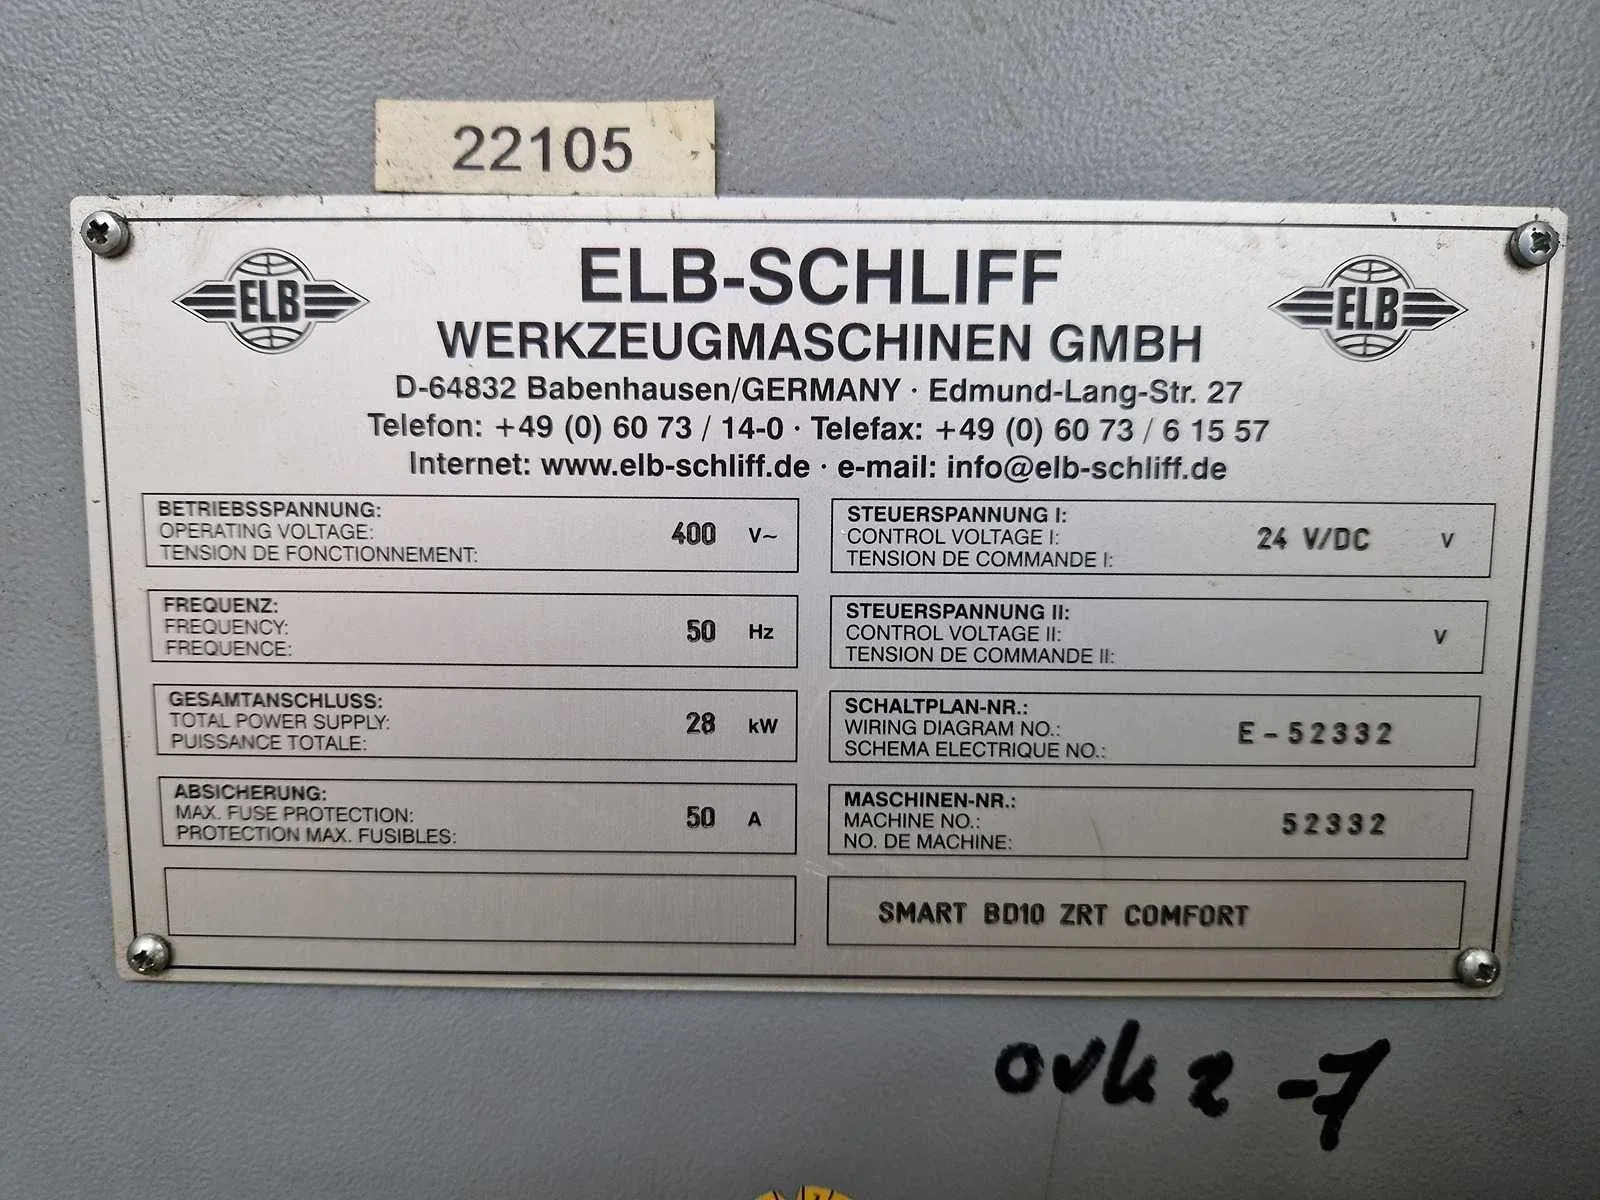 22105
ELB ELB-SCHLIFF ELB
WERKZEUGMASCHINEN GMBH
D-64832 Babenhausen/GERMANY · Edmund-Lang-Str. 27
Telefon: +49 (0) 60 73 / 14-0 · Telefax: +49 (0) 60 73 / 6 15 57
Internet: www.elb-schliff.de · e-mail: info@elb-schliff.de
BETRIEBSSPANNUNG:
OPERATING VOLTAGE: 400 V~
TENSION DE FONCTIONNEMENT:
FREQUENZ:
FREQUENCY: 50 Hz
FREQUENCE:
GESAMTANSCHLUSS:
TOTAL POWER SUPPLY: 28 kW
PUISSANCE TOTALE:
ABSICHERUNG:
MAX. FUSE PROTECTION: 50 A
PROTECTION MAX. FUSIBLES:
STEUERSPANNUNG I:
CONTROL VOLTAGE I: 24 V/DC V
TENSION DE COMMANDE I:
STEUERSPANNUNG II:
CONTROL VOLTAGE II: V
TENSION DE COMMANDE II:
SCHALTPLAN-NR.:
WIRING DIAGRAM NO.: E-52332
SCHEMA ELECTRIQUE NO.:
MASCHINEN-NR.:
MACHINE NO.: 52332
NO. DE MACHINE:
SMART BD10 ZRT COMFORT
ovk2-7